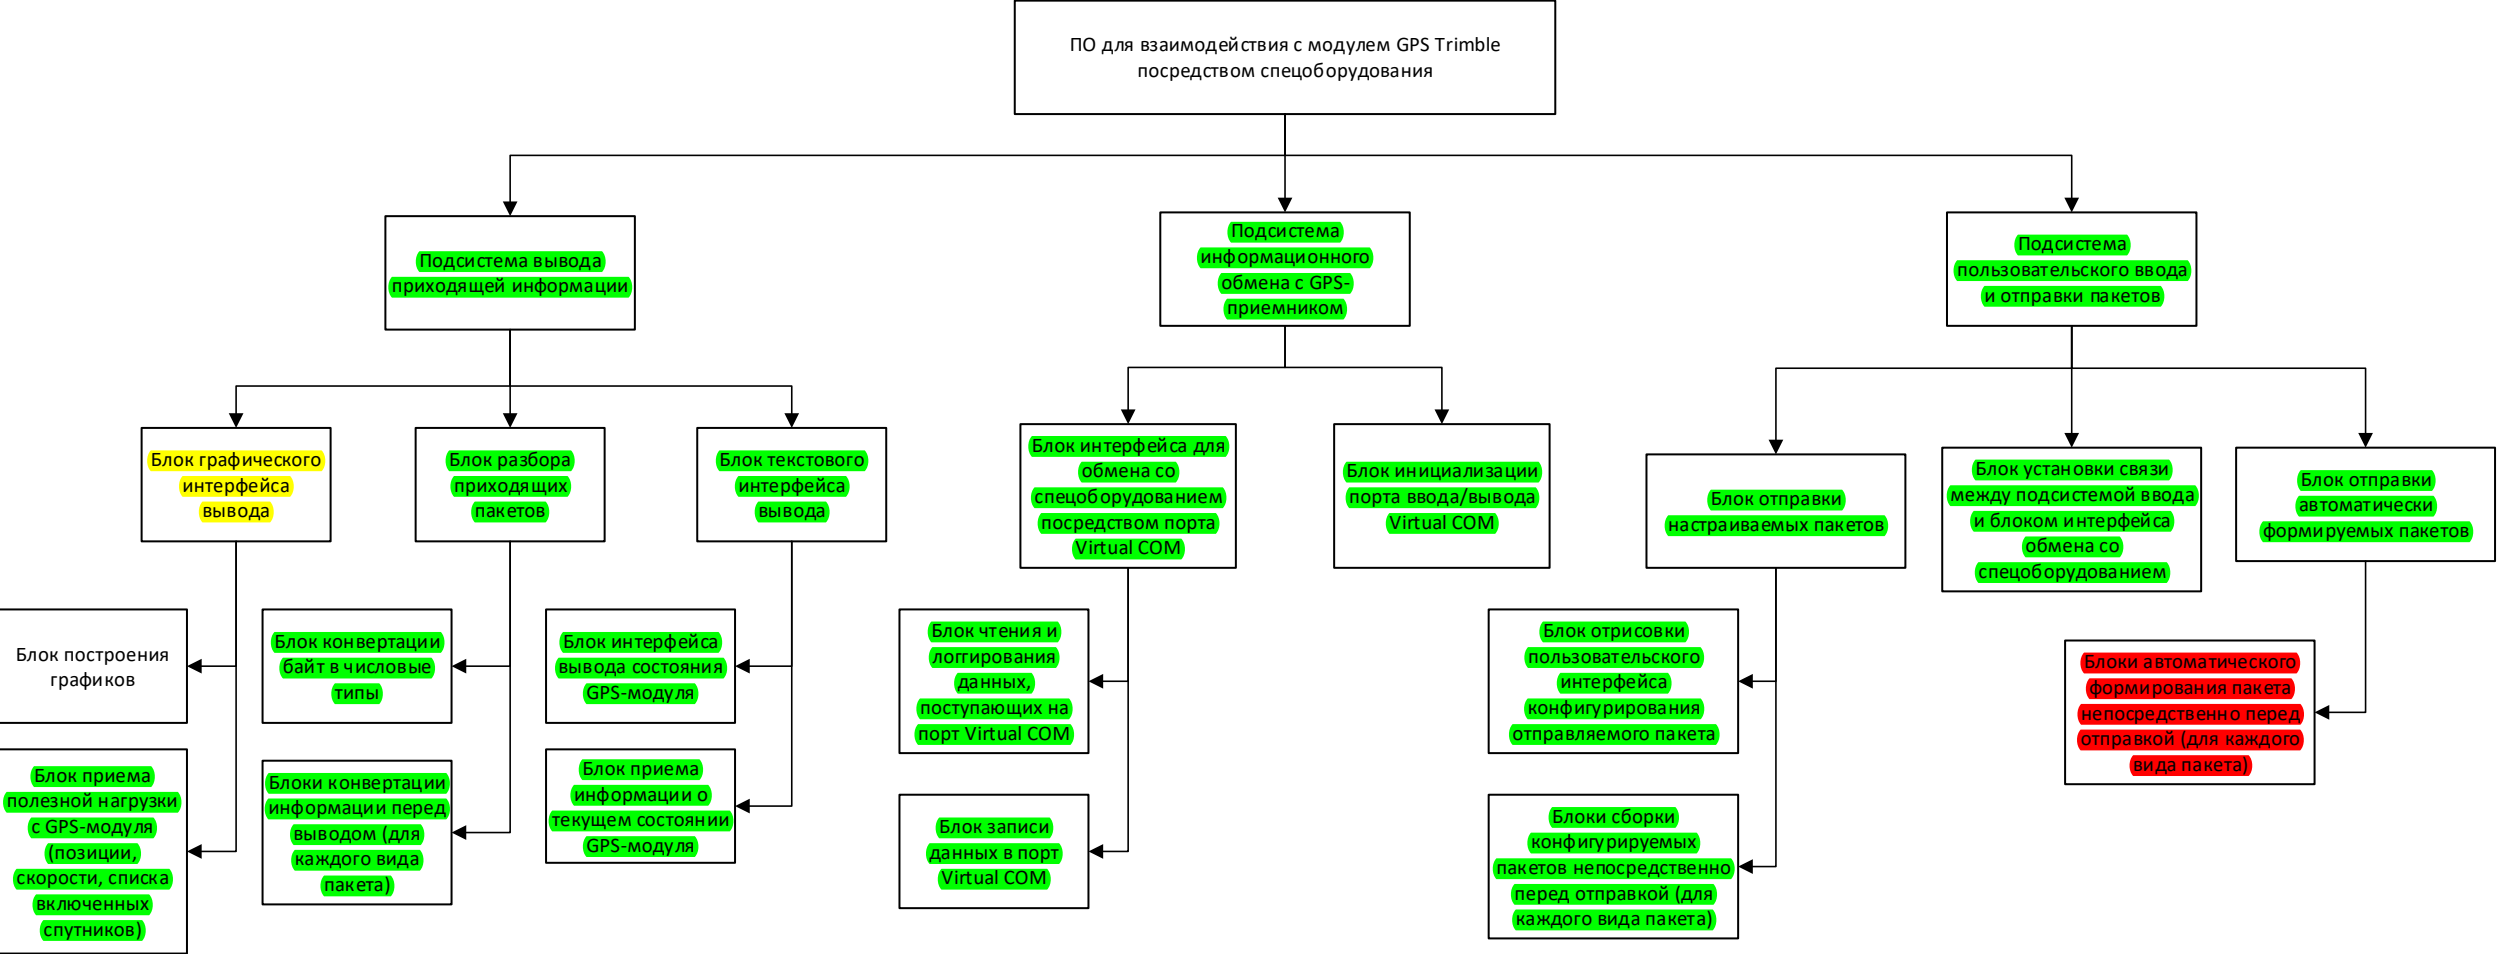 ПО для взаимодействия с модулем GPS Trimble
посредством спецоборудования
Подсистема вывода
приходящей информации
Подсистема
информационного
обмена с GPS-
приемником
Подсистема
пользовательского ввода
и отправки пакетов
Блок графического
интерфейса
вывода
Блок разбора
приходящих
пакетов
Блок текстового
интерфейса
вывода
Блок интерфейса для
обмена со
спецоборудованием
посредством порта
Virtual COM
Блок инициализации
порта ввода/вывода
Virtual COM
Блок отправки
настраиваемых пакетов
Блок установки связи
между подсистемой ввода
и блоком интерфейса
обмена со
спецоборудованием
Блок отправки
автоматически
формируемых пакетов
Блок построения
графиков
Блок конвертации
байт в числовые
типы
Блок интерфейса
вывода состояния
GPS-модуля
Блок чтения и
логгирования
данных,
поступающих на
порт Virtual COM
Блок отрисовки
пользовательского
интерфейса
конфигурирования
отправляемого пакета
Блоки автоматического
формирования пакета
непосредственно перед
отправкой (для каждого
вида пакета)
Блок приема
полезной нагрузки
с GPS-модуля
(позиции,
скорости, списка
включенных
спутников)
Блоки конвертации
информации перед
выводом (для
каждого вида
пакета)
Блок приема
информации о
текущем состоянии
GPS-модуля
Блок записи
данных в порт
Virtual COM
Блоки сборки
конфигурируемых
пакетов непосредственно
перед отправкой (для
каждого вида пакета)